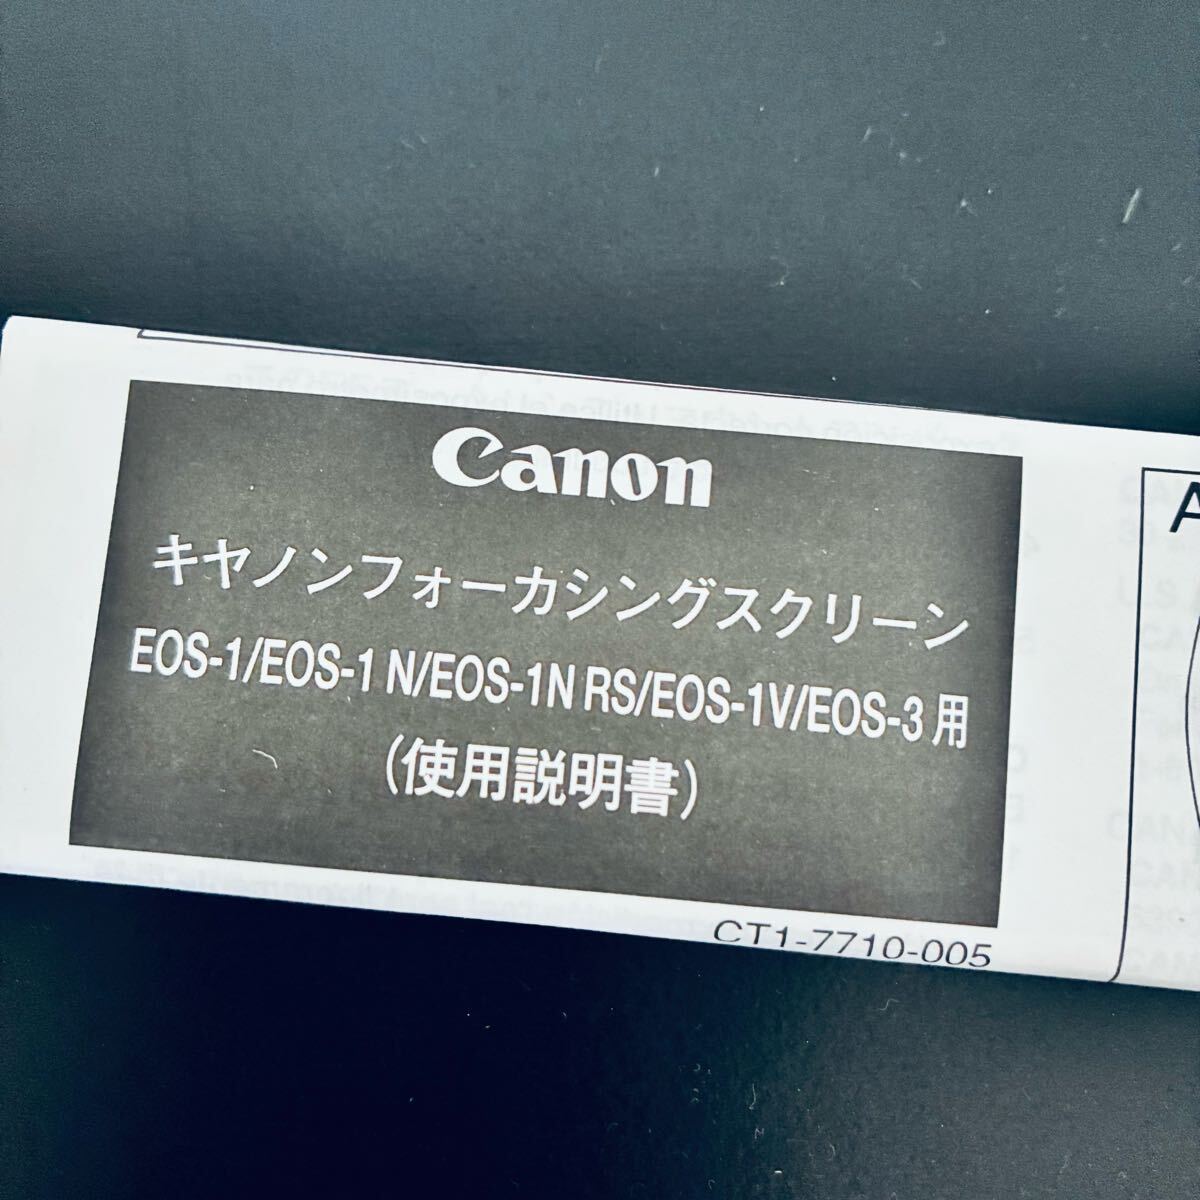 Canon
キヤノンフォーカシングスクリーン
EOS-1/EOS-1 N/EOS-1N RS/EOS-1V/EOS-3 用
(使用説明書)
CT1-7710-005
A